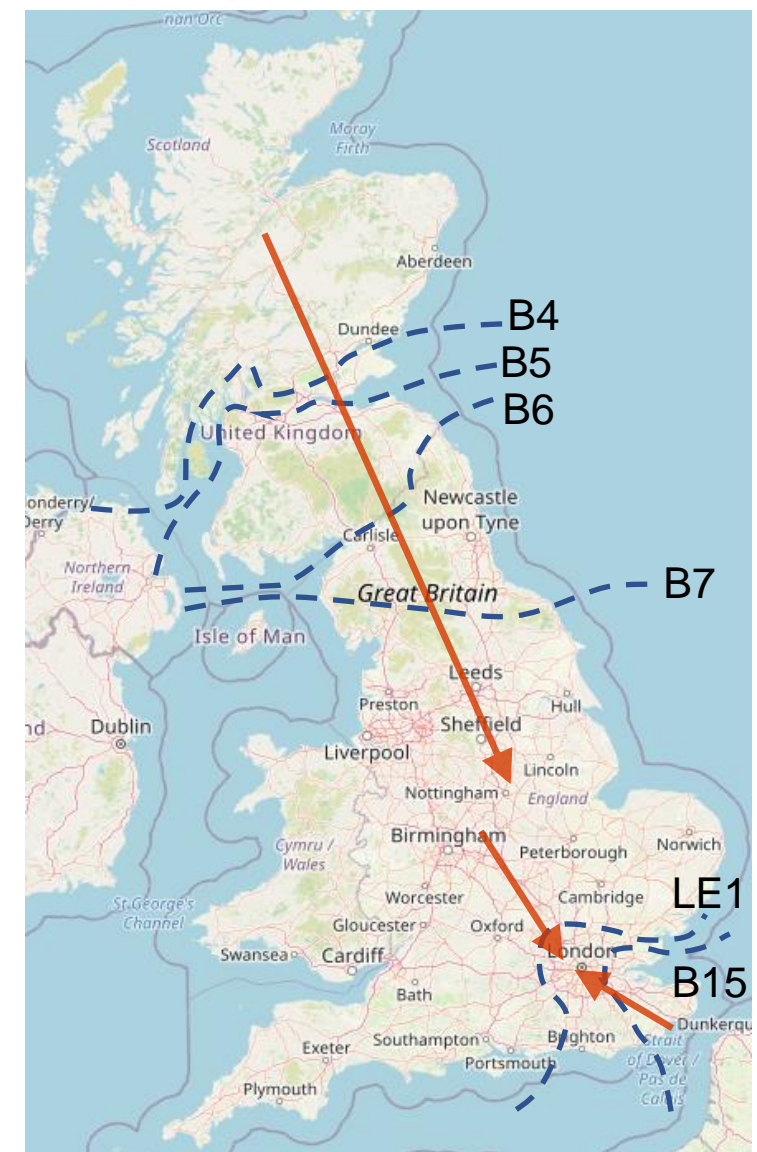 nan Orc
Moray
Firth
Scotland
Aberdeen
B4
Dundee
B5
B6
United Kingdom
onderry/
Derry
Newcastle
upon Tyne
Carlisle
Northern
Ireland
B7
Great Britain
Isle of Man
Leeds
Preston
Hull
nd
Dublin
Sheffield
Liverpool
Lincoln
Nottingham
England
Birmingham
Norwich
Cymru /
Wales
Peterborough
Worcester
Cambridge
LE1
St George's
Channel
Gloucester
Oxford
Swansea
Cardiff
London
B15
Bath
Dunkerqu
Southampton
Brighton
Strait
of Dover /
Pas de
Calais
Exeter
Portsmouth
Plymouth